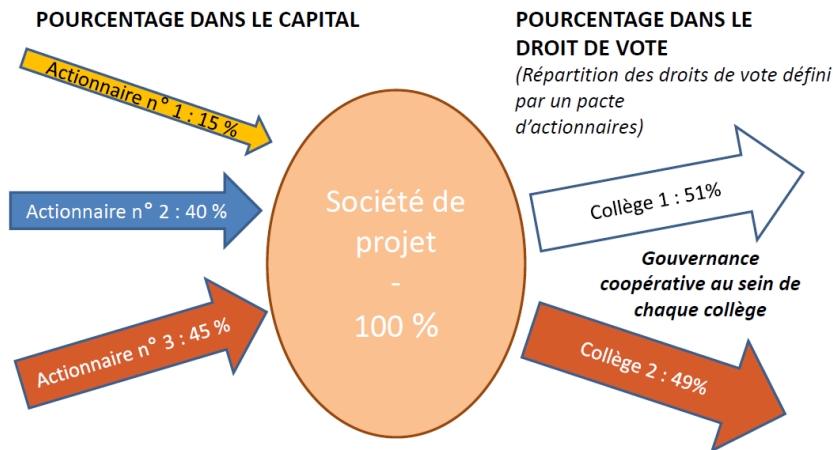 POURCENTAGE DANS LE CAPITAL
Actionnaire n° 1 : 15 %
Actionnaire n° 2 : 40 %
Actionnaire n° 3 : 45 %
Société de
projet
-
100 %
POURCENTAGE DANS LE
DROIT DE VOTE
(Répartition des droits de vote défini
par un pacte
d'actionnaires)
Collège 1 : 51%
Gouvernance
coopérative au sein de
chaque collège
Collège 2 : 49%